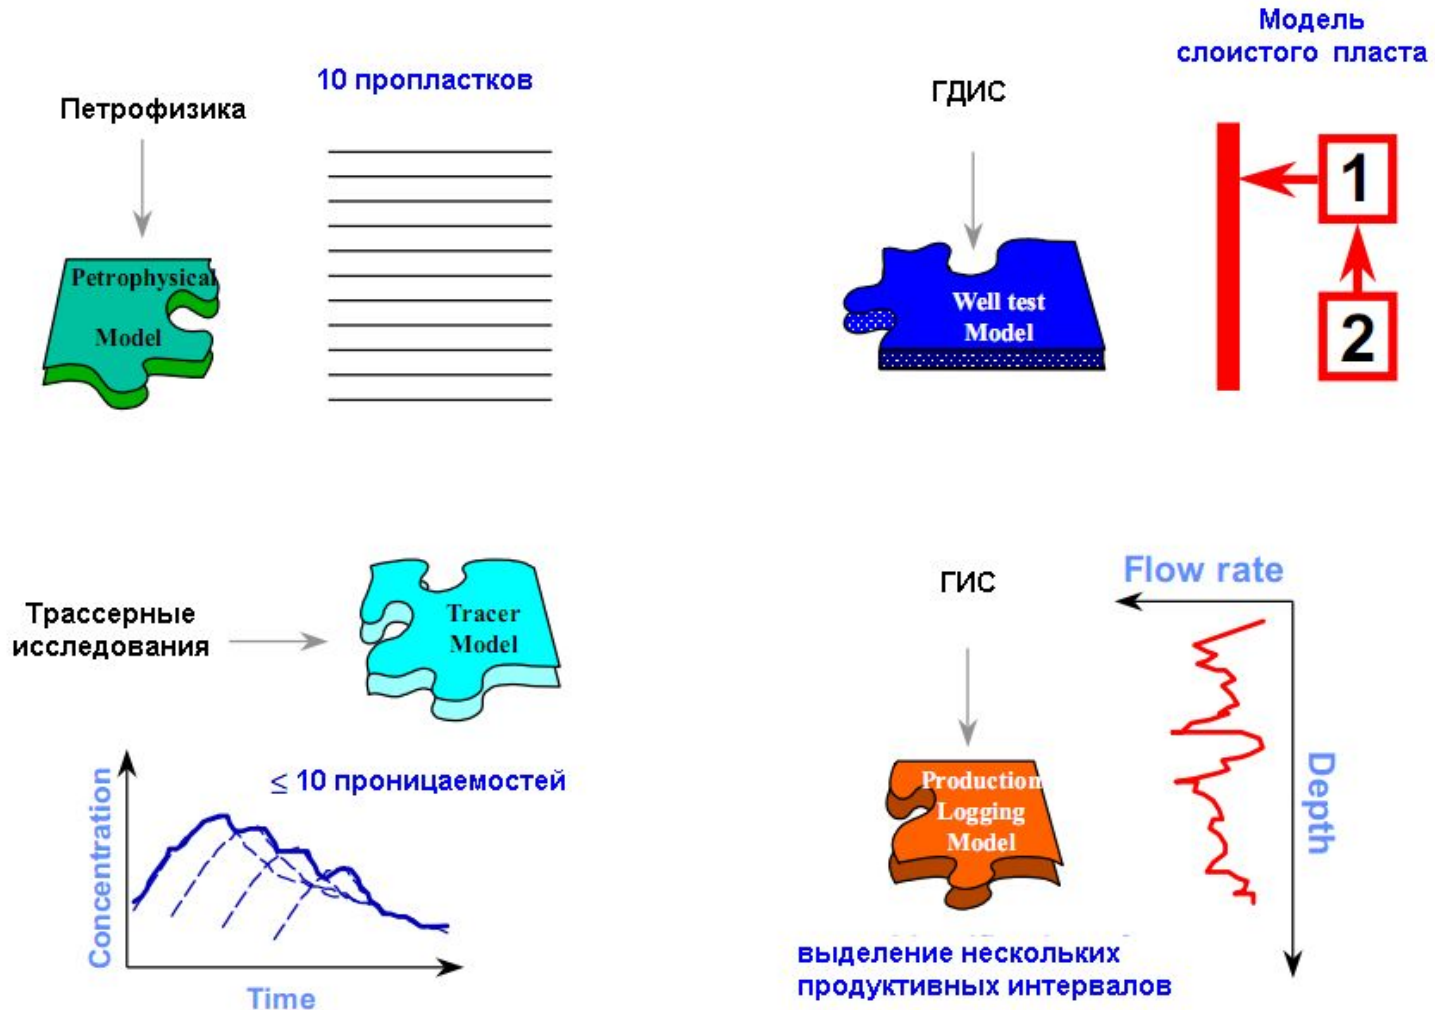 Петрофизика
10 пропластков
Petrophysical
Model
ГДИС
Модель
слоистого пласта
Well test
Model
1
2
Трассерные
исследования
Tracer
Model
≤ 10 проницаемостей
Concentration
Time
ГИС
Production
Logging
Model
Flow rate
Depth
выделение нескольких
продуктивных интервалов